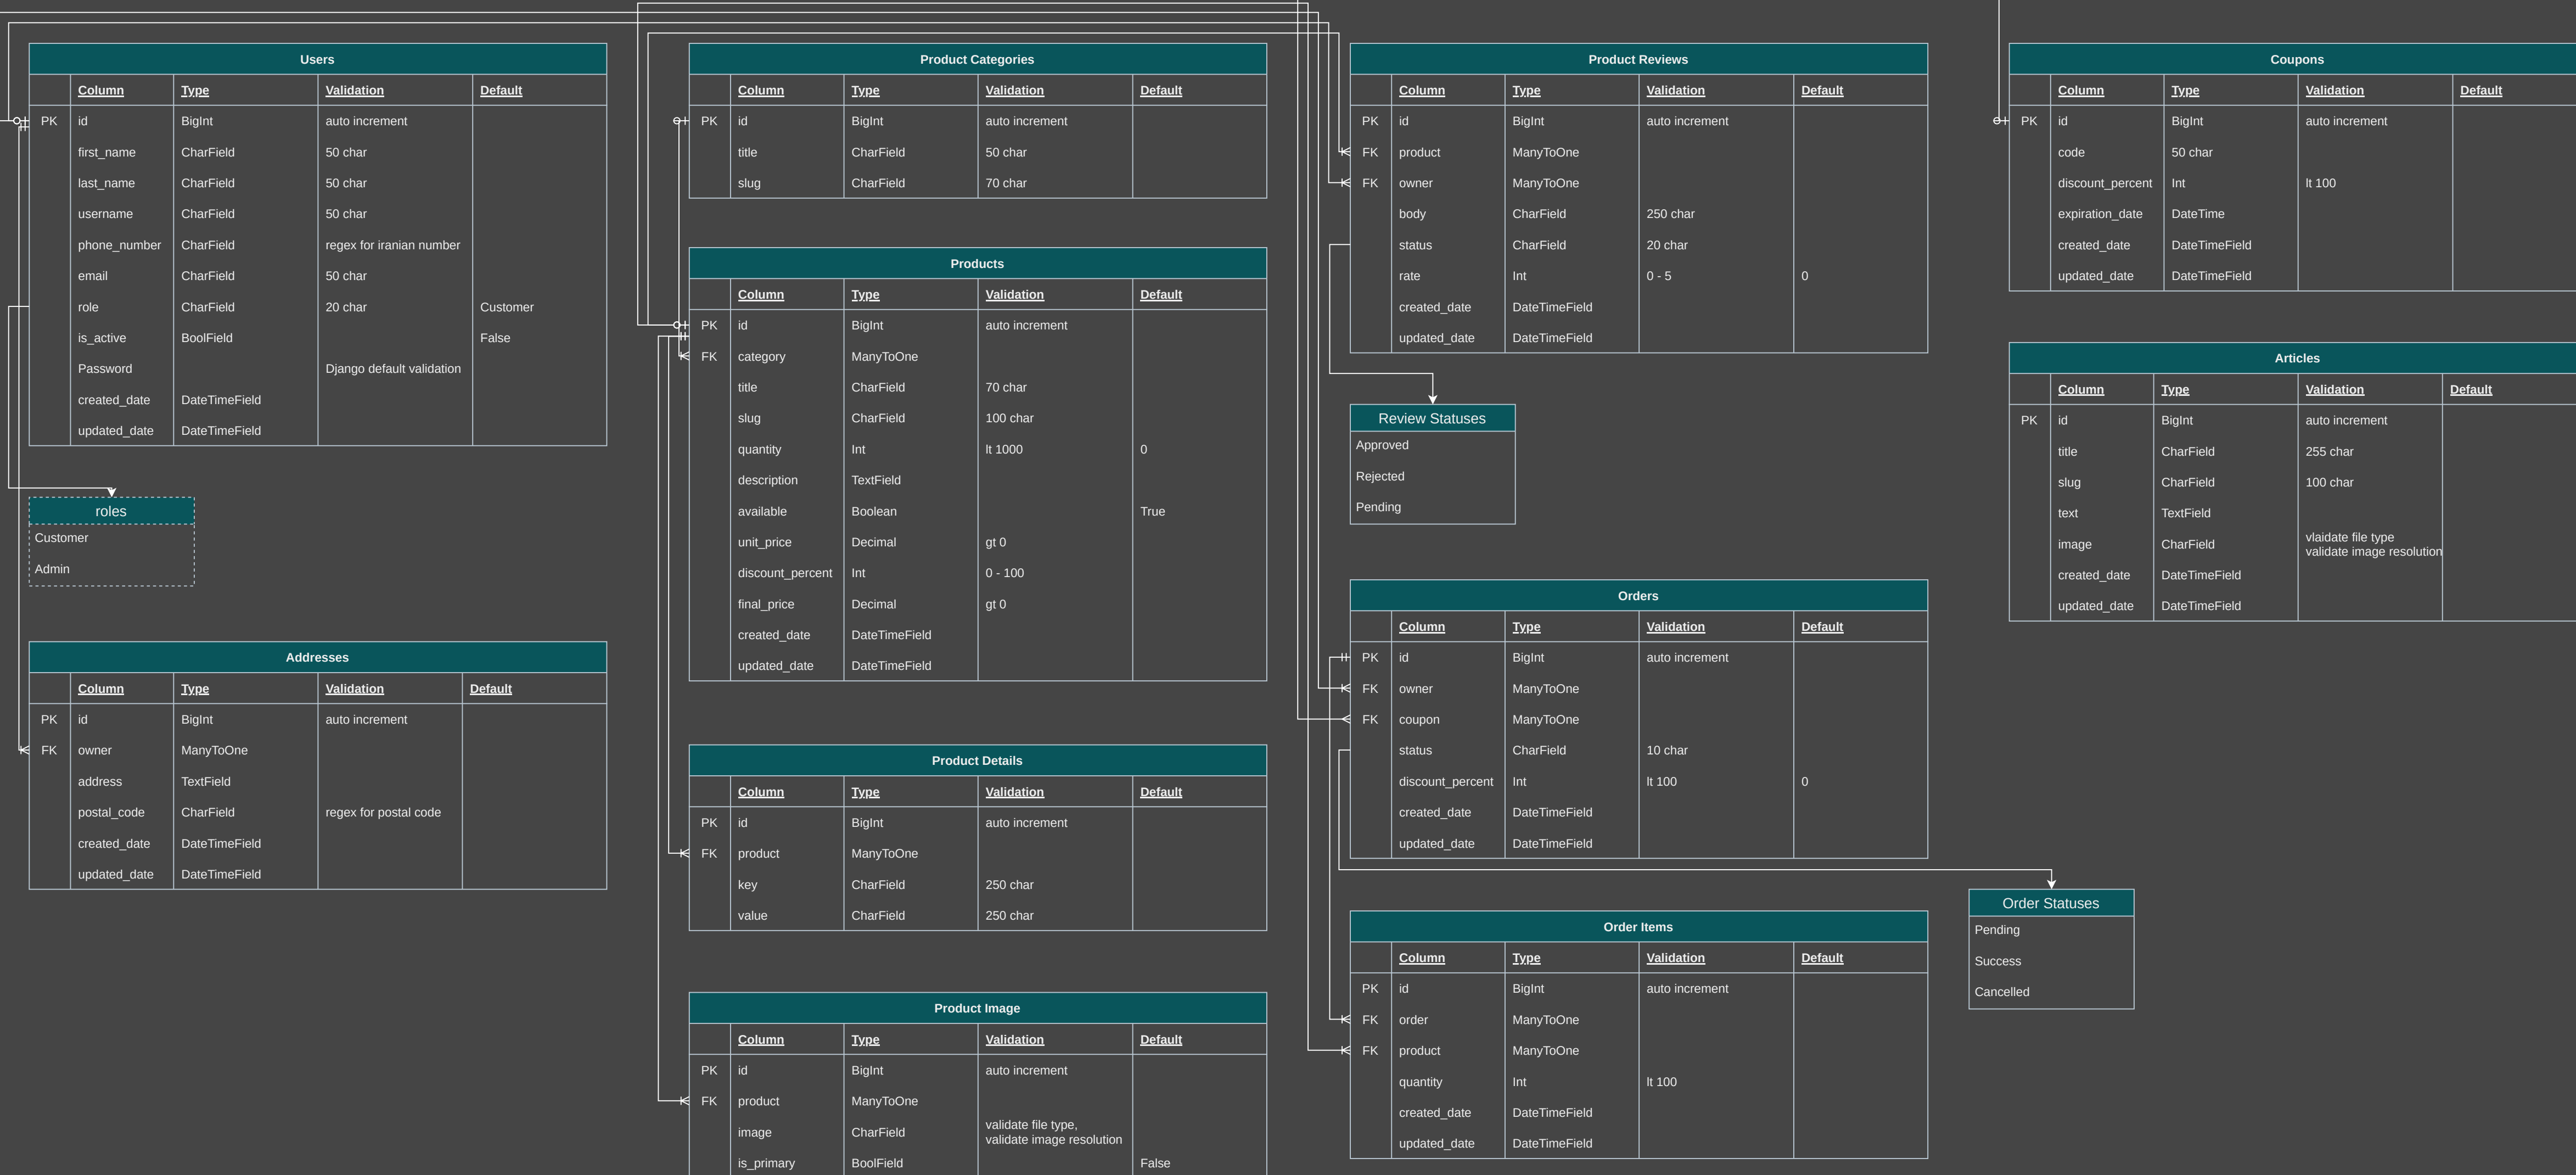 Users
Column Type Validation Default
PK id BigInt auto increment
first_name CharField 50 char
last_name CharField 50 char
username CharField 50 char
phone_number CharField regex for iranian number
email CharField 50 char
role CharField 20 char Customer
is_active BoolField False
Password Django default validation
created_date DateTimeField
updated_date DateTimeField
roles
Customer
Admin
Addresses
Column Type Validation Default
PK id BigInt auto increment
FK owner ManyToOne
address TextField
postal_code CharField regex for postal code
created_date DateTimeField
updated_date DateTimeField
Product Categories
Column Type Validation Default
PK id BigInt auto increment
title CharField 50 char
slug CharField 70 char
Products
Column Type Validation Default
PK id BigInt auto increment
FK category ManyToOne
title CharField 70 char
slug CharField 100 char
quantity Int lt 1000 0
description TextField
available Boolean True
unit_price Decimal gt 0
discount_percent Int 0 - 100
final_price Decimal gt 0
created_date DateTimeField
updated_date DateTimeField
Product Details
Column Type Validation Default
PK id BigInt auto increment
FK product ManyToOne
key CharField 250 char
value CharField 250 char
Product Image
Column Type Validation Default
PK id BigInt auto increment
FK product ManyToOne
image CharField validate file type,
validate image resolution
is_primary BoolField False
Product Reviews
Column Type Validation Default
PK id BigInt auto increment
FK product ManyToOne
FK owner ManyToOne
body CharField 250 char
status CharField 20 char
rate Int 0 - 5 0
created_date DateTimeField
updated_date DateTimeField
Review Statuses
Approved
Rejected
Pending
Orders
Column Type Validation Default
PK id BigInt auto increment
FK owner ManyToOne
FK coupon ManyToOne
status CharField 10 char
discount_percent Int lt 100 0
created_date DateTimeField
updated_date DateTimeField
Order Items
Column Type Validation Default
PK id BigInt auto increment
FK order ManyToOne
FK product ManyToOne
quantity Int lt 100
created_date DateTimeField
updated_date DateTimeField
Coupons
Column Type Validation Default
PK id BigInt auto increment
code 50 char
discount_percent Int lt 100
expiration_date DateTime
created_date DateTimeField
updated_date DateTimeField
Articles
Column Type Validation Default
PK id BigInt auto increment
title CharField 255 char
slug CharField 100 char
text TextField
image CharField vlaidate file type
validate image resolution
created_date DateTimeField
updated_date DateTimeField
Order Statuses
Pending
Success
Cancelled